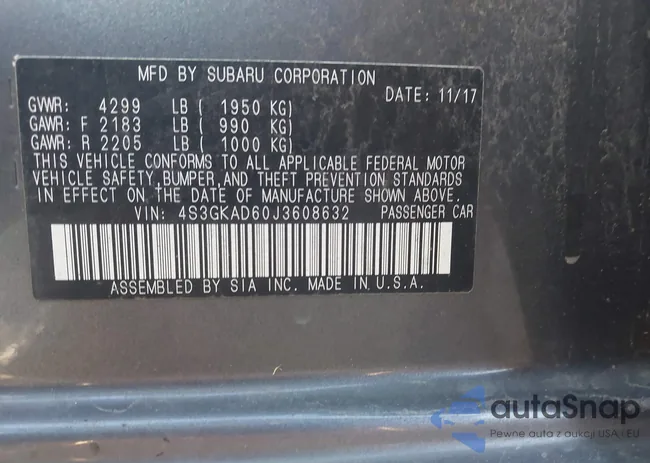 MFD BY SUBARU CORPORATION
DATE: 11/17
GVWR: 4299 LB ( 1950 KG)
GAWR: F 2183 LB ( 990 KG)
GAWR: R 2205 LB ( 1000 KG)
THIS VEHICLE CONFORMS TO ALL APPLICABLE FEDERAL MOTOR
VEHICLE SAFETY,BUMPER,AND THEFT PREVENTION STANDARDS
IN EFFECT ON THE DATE OF MANUFACTURE SHOWN ABOVE.
VIN: 4S3GKAD60J3608632 PASSENGER CAR
ASSEMBLED BY SIA INC. MADE IN U.S.A.
autaSnap
Pewne auta z aukcji USA i EU